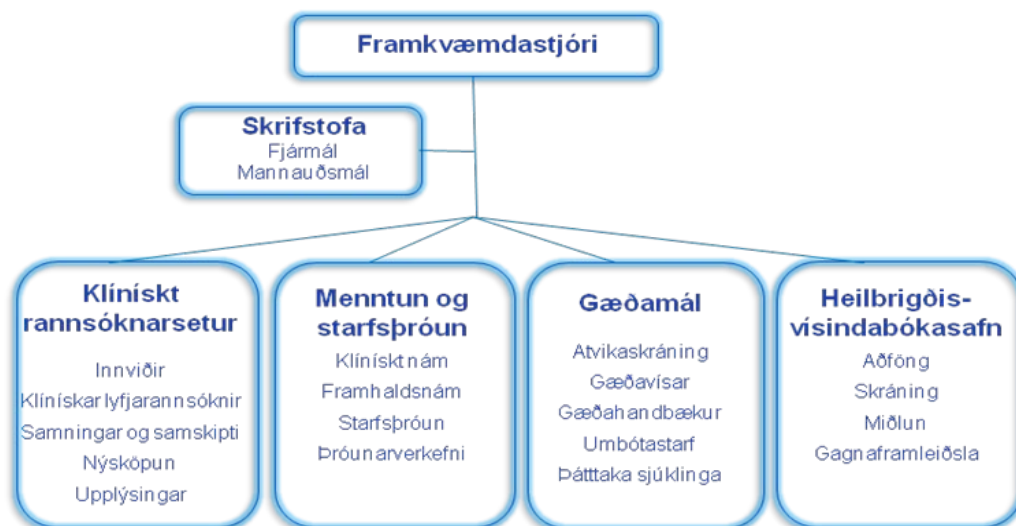 Framkvæmdastjóri
Skrifstofa
Fjármál
Mannauðsmál
Klínískt
rannsóknarsetur
Innviðir
Klínískar lyfjarannsóknir
Samningar og samskipti
Nýsköpun
Upplýsingar
Menntun og
starfsþróun
Klínískt nám
Framhaldsnám
Starfsþróun
Þróunarverkefni
Gæðamál
Atvikaskráning
Gæðavísar
Gæðahandbækur
Umbótastarf
Þátttaka sjúklinga
Heilbrigðis-
vísindabókasafn
Aðföng
Skráning
Miðlun
Gagnaframleiðsla